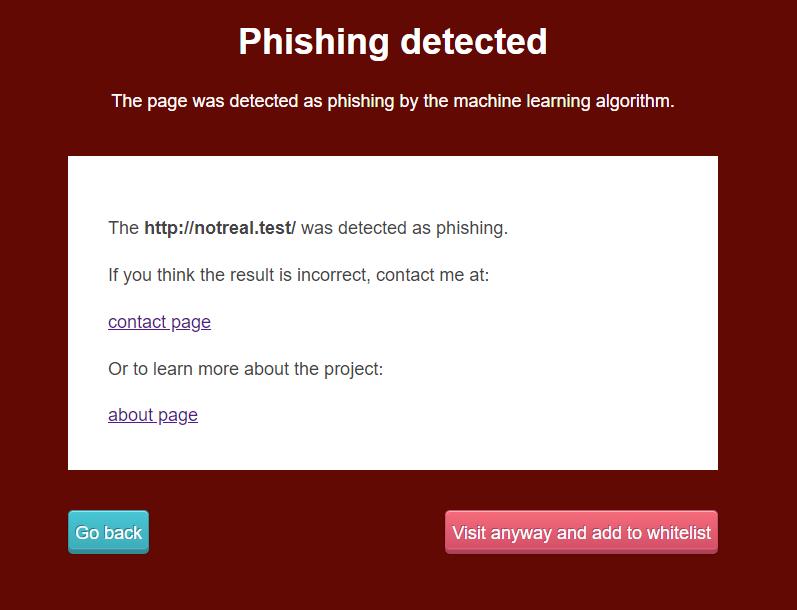 Phishing detected
The page was detected as phishing by the machine learning algorithm.
The http://notreal.test/ was detected as phishing.
If you think the result is incorrect, contact me at:
contact page
Or to learn more about the project:
about page
Go back
Visit anyway and add to whitelist